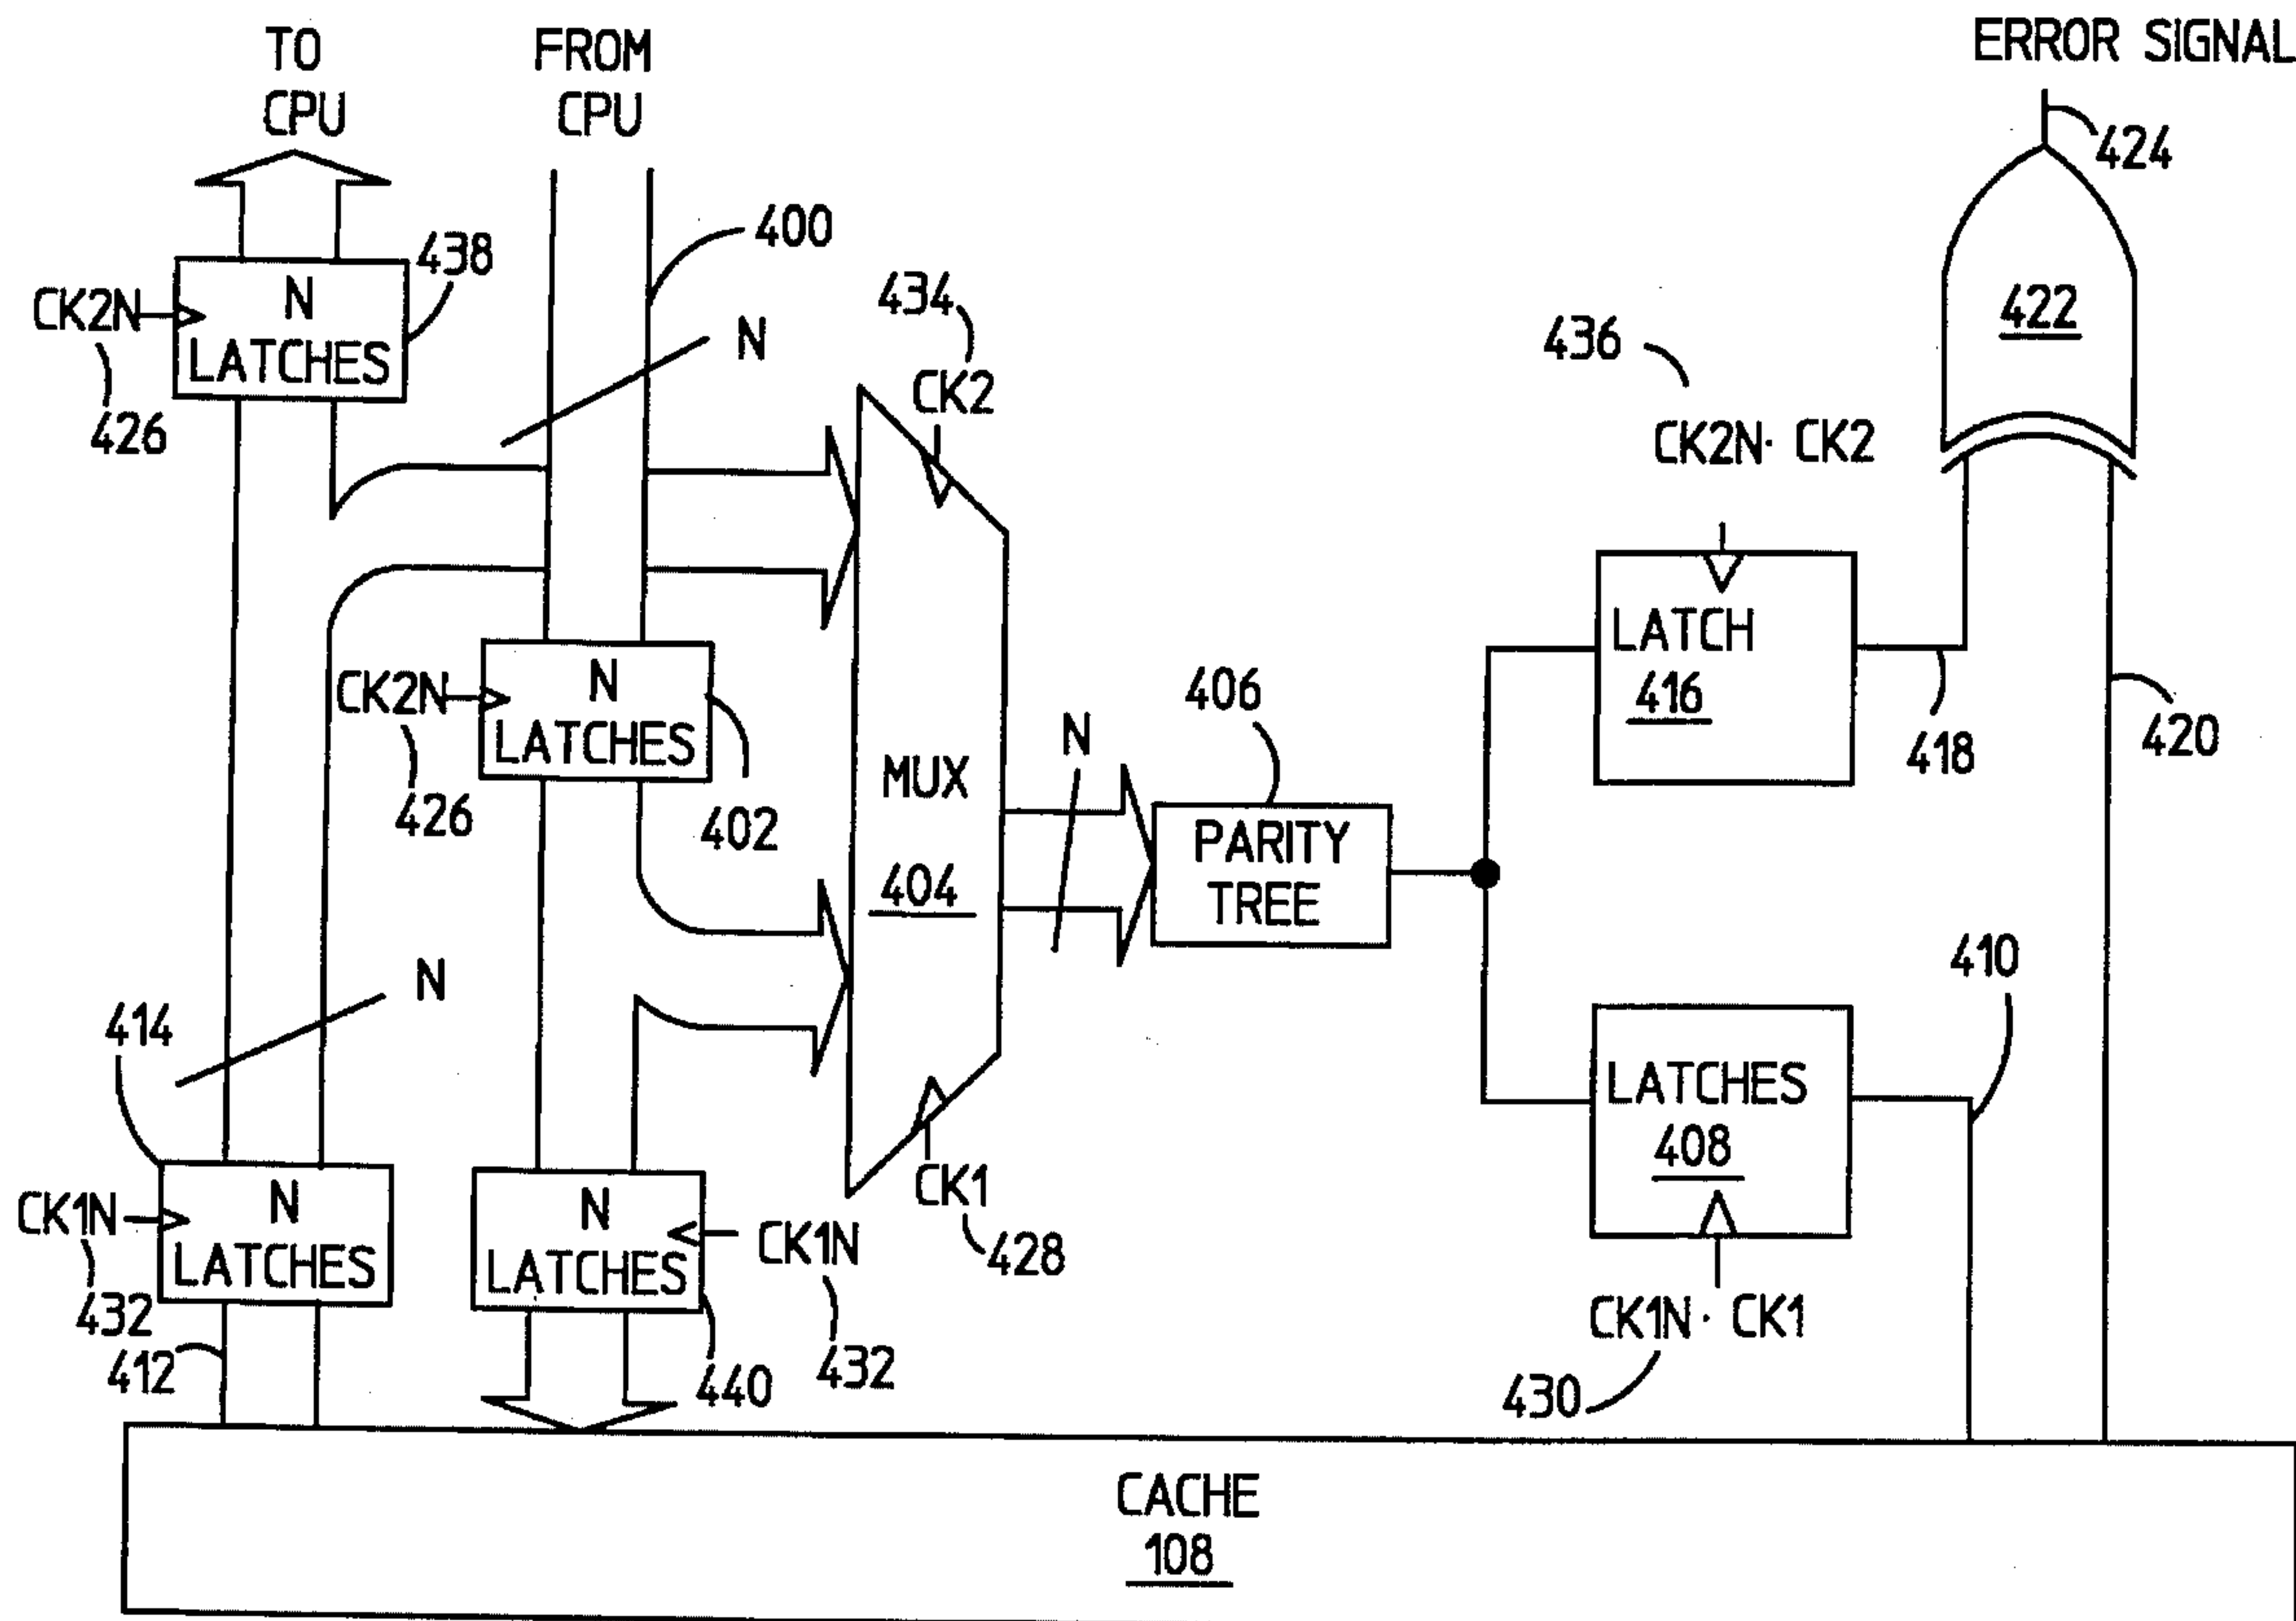 TO
CPU
FROM
CPU
ERROR SIGNAL
424
400
438
N
LATCHES
CK2N
426
N
434
CK2
436
CK2N· CK2
422
N
LATCHES
CK2N
426
402
MUX
404
N
406
PARITY
TREE
LATCH
416
418
420
N
414
410
LATCHES
408
CK1N
432
N
LATCHES
412
N
LATCHES
CK1N
432
440
CK1
428
CK1N· CK1
430
CACHE
108